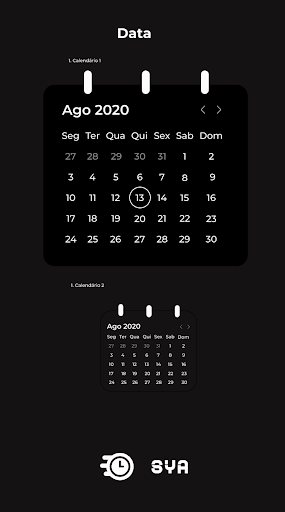 Data
1. Calendário 1
Ago 2020
Seg Ter Qua Qui Sex Sab Dom
27 28 29 30 31 1 2
3 4 5 6 7 8 9
10 11 12 13 14 15 16
17 18 19 20 21 22 23
24 25 26 27 28 29 30
1. Calendário 2
Ago 2020
Seg Ter Qua Qui Sex Sab Dom
27 28 29 30 31 1 2
3 4 5 6 7 8 9
10 11 12 13 14 15 16
17 18 19 20 21 22 23
24 25 26 27 28 29 30
SYA